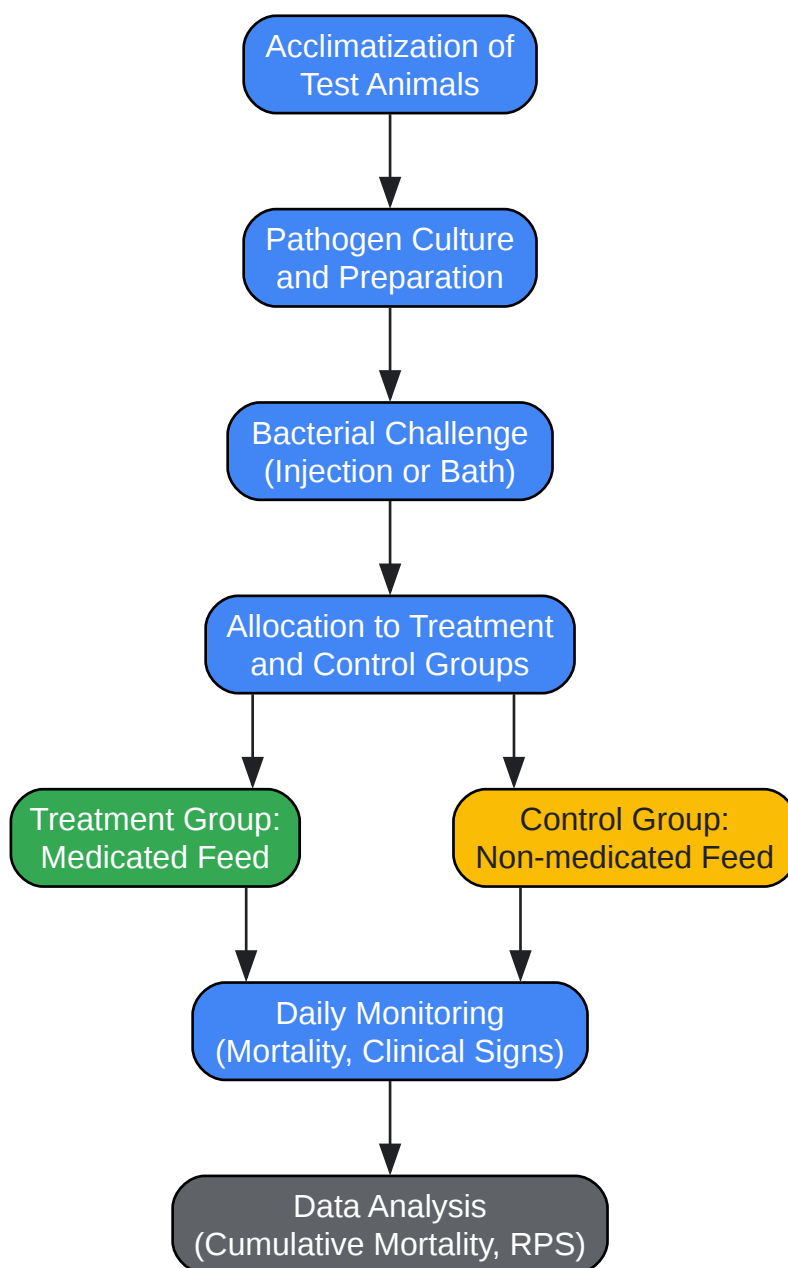 Acclimatization of
Test Animals
Pathogen Culture
and Preparation
Bacterial Challenge
(Injection or Bath)
Allocation to Treatment
and Control Groups
Treatment Group:
Medicated Feed
Control Group:
Non-medicated Feed
Daily Monitoring
(Mortality, Clinical Signs)
Data Analysis
(Cumulative Mortality, RPS)